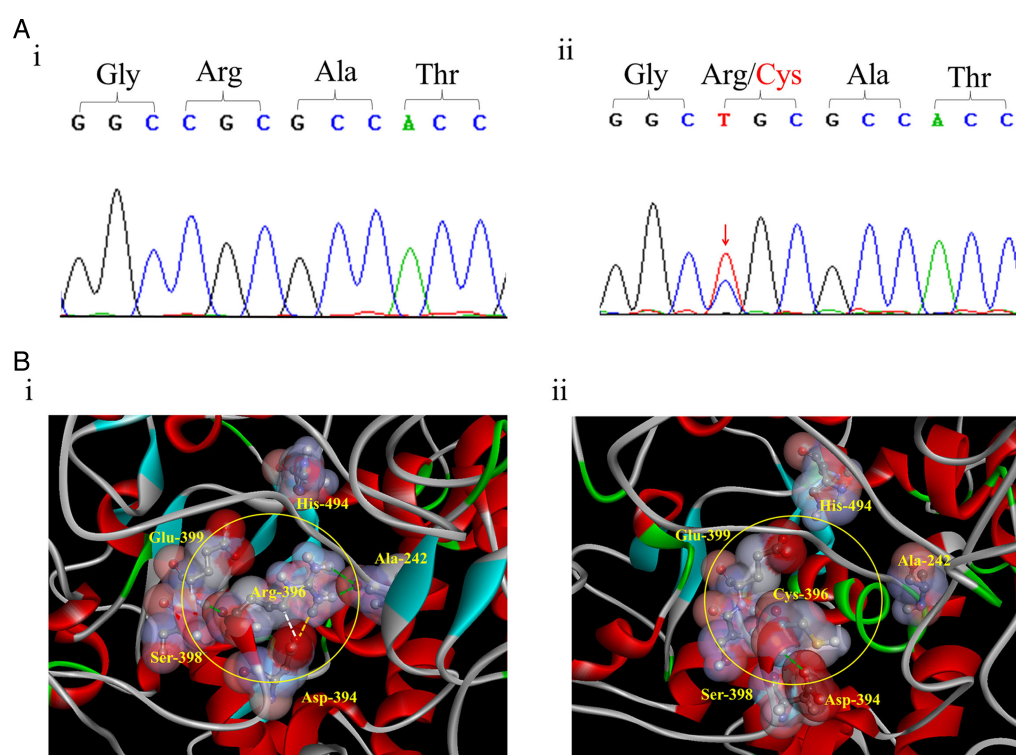 A
i
Gly Arg Ala Thr
G G C C G C G C C A C C
ii
Gly Arg/Cys Ala Thr
G G C T G C G C C A C C
B
i
His-494
Glu-399
Ala-242
Arg-396
Ser-398
Asp-394
ii
His-494
Glu-399
Ala-242
Cys-396
Ser-398
Asp-394